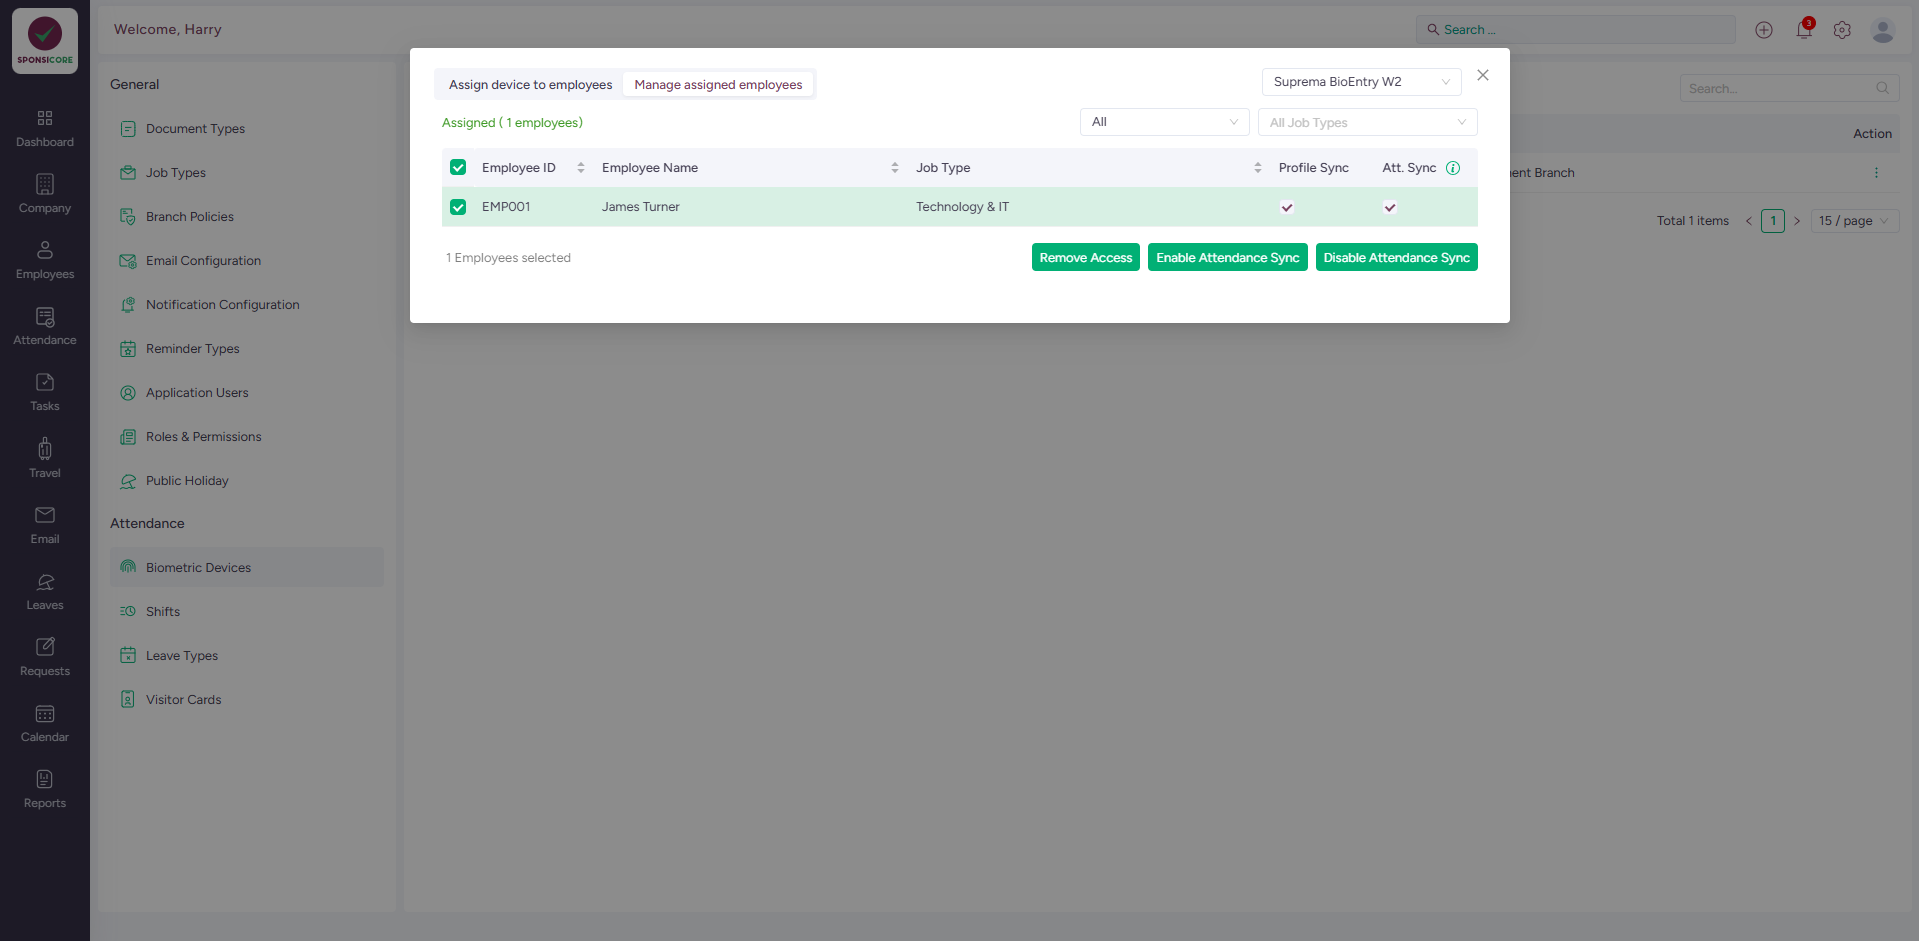 SPONSICORE
Welcome, Harry
Search ...
3
Dashboard
Company
Employees
Attendance
Tasks
Travel
Email
Leaves
Requests
Calendar
Reports
General
Document Types
Job Types
Branch Policies
Email Configuration
Notification Configuration
Reminder Types
Application Users
Roles & Permissions
Public Holiday
Attendance
Biometric Devices
Shifts
Leave Types
Visitor Cards
Assign device to employees
Manage assigned employees
Suprema BioEntry W2
Assigned ( 1 employees)
All
All Job Types
Employee ID
Employee Name
Job Type
Profile Sync
Att. Sync
EMP001
James Turner
Technology & IT
1 Employees selected
Remove Access
Enable Attendance Sync
Disable Attendance Sync
Search...
Action
Branch
Total 1 items
1
15 / page